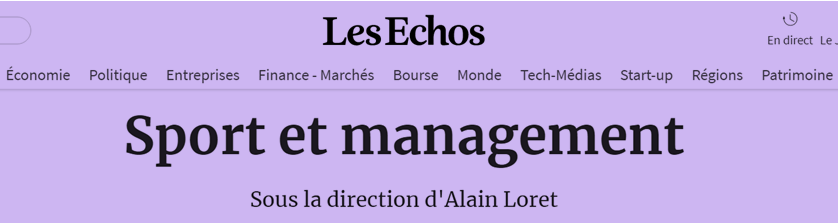 Les Echos
En direct Le J
Économie Politique Entreprises Finance - Marchés Bourse Monde Tech-Médias Start-up Régions Patrimoine
Sport et management
Sous la direction d'Alain Loret